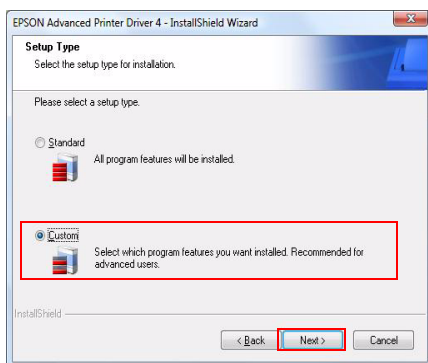 EPSON Advanced Printer Driver 4 - InstallShield Wizard
Setup Type
Select the setup type for installation.
Please select a setup type.
Standard
All program features will be installed.
Custom
Select which program features you want installed. Recommended for
advanced users.
InstallShield
< Back Next > Cancel